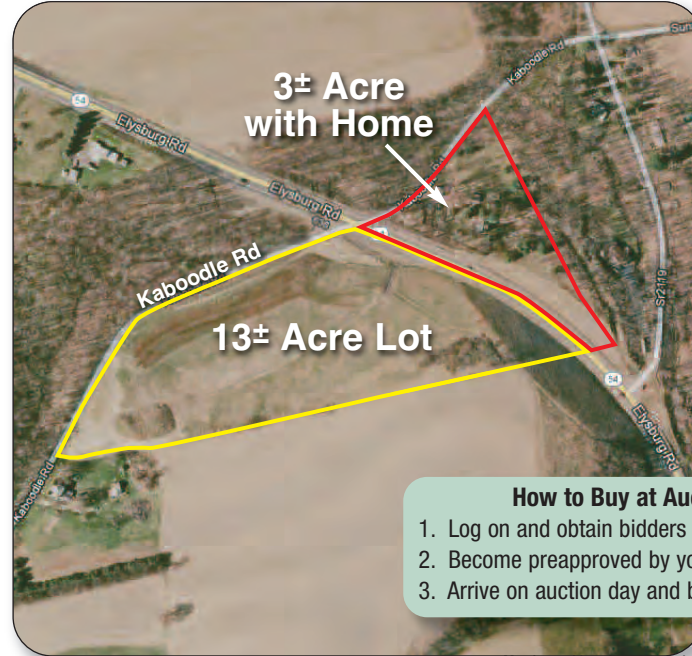 Sun
Kaboodle Rd
54
Elysburg Rd
3± Acre
with Home
Elysburg Rd
Kaboodle Rd
13± Acre Lot
Sr2119
54
Elysburg Rd
Kaboodle Rd
How to Buy at Au
1. Log on and obtain bidders
2. Become preapproved by yo
3. Arrive on auction day and b